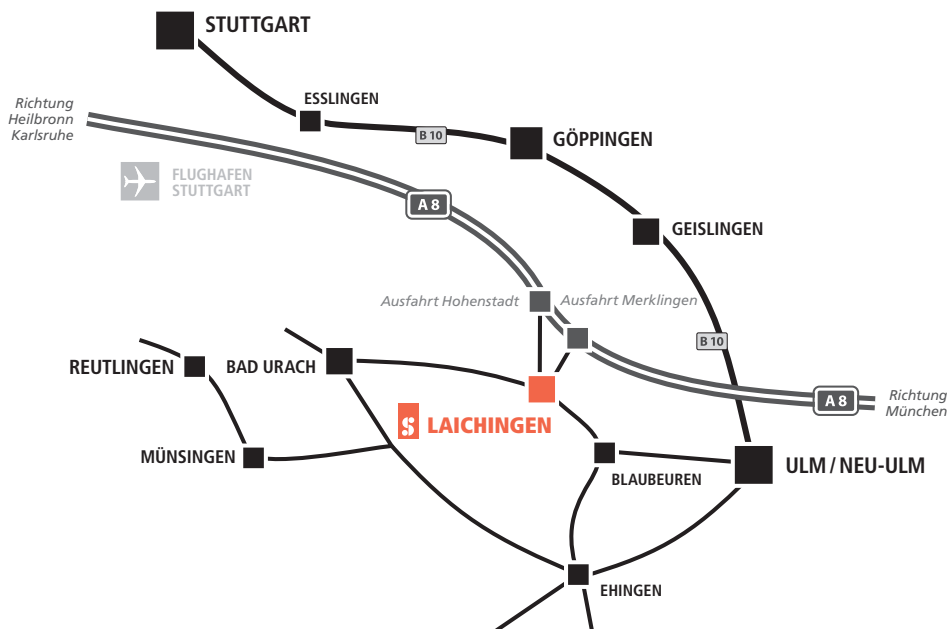 STUTTGART
ESSLINGEN
Richtung
Heilbronn
Karlsruhe
B 10
GÖPPINGEN
FLUGHAFEN
STUTTGART
A 8
GEISLINGEN
Ausfahrt Hohenstadt
Ausfahrt Merklingen
B 10
REUTLINGEN
BAD URACH
A 8
Richtung
München
LAICHINGEN
MÜNSINGEN
BLAUBEUREN
ULM / NEU-ULM
EHINGEN